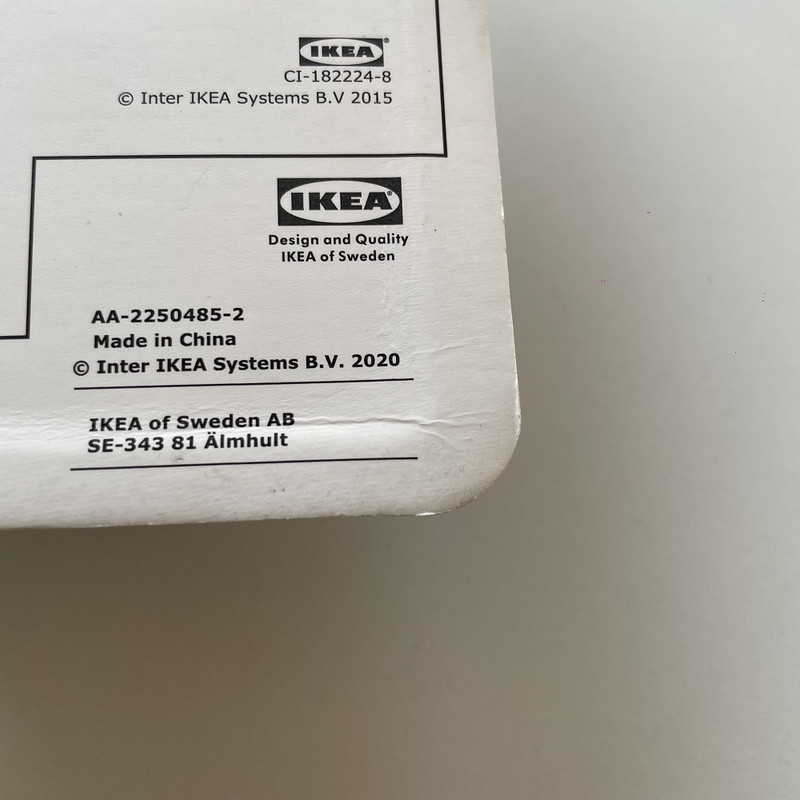 IKEA®
CI-182224-8
© Inter IKEA Systems B.V 2015
IKEA®
Design and Quality
IKEA of Sweden
AA-2250485-2
Made in China
© Inter IKEA Systems B.V. 2020
IKEA of Sweden AB
SE-343 81 Älmhult